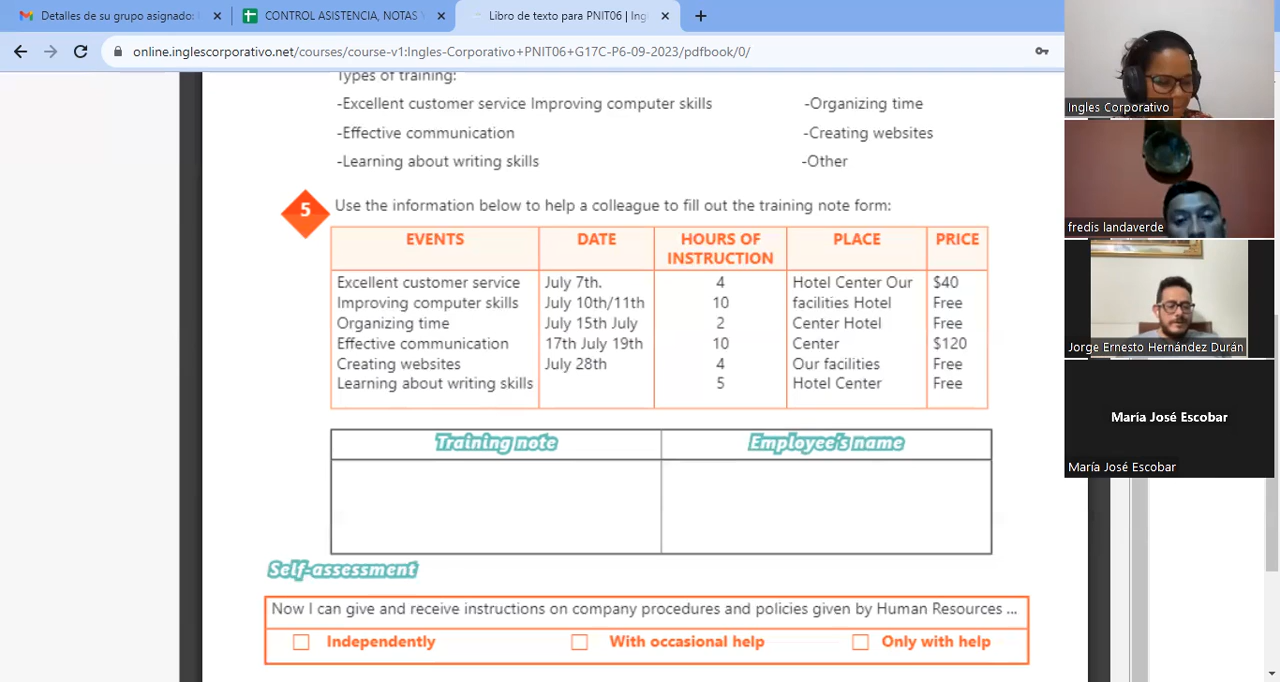 Detalles de su grupo asignado:
CONTROL ASISTENCIA, NOTAS
Libro de texto para PNIT06 | Ing
online.inglescorporativo.net/courses/course-v1:Ingles-Corporativo+PNIT06+G17C-P6-09-2023/pdfbook/0/
Types of training:
-Excellent customer service Improving computer skills
-Organizing time
-Effective communication
-Creating websites
-Learning about writing skills
-Other
5 Use the information below to help a colleague to fill out the training note form:
EVENTS DATE HOURS OF INSTRUCTION PLACE PRICE
Excellent customer service July 7th. 4 Hotel Center Our $40
Improving computer skills July 10th/11th 10 facilities Hotel Free
Organizing time July 15th July 2 Center Hotel Free
Effective communication 17th July 19th 10 Center $120
Creating websites July 28th 4 Our facilities Free
Learning about writing skills 5 Hotel Center Free
Training note Employee's name
Self-assessment
Now I can give and receive instructions on company procedures and policies given by Human Resources ...
Independently With occasional help Only with help
Ingles Corporativo
fredis landaverde
Jorge Ernesto Hernández Durán
María José Escobar
María José Escobar